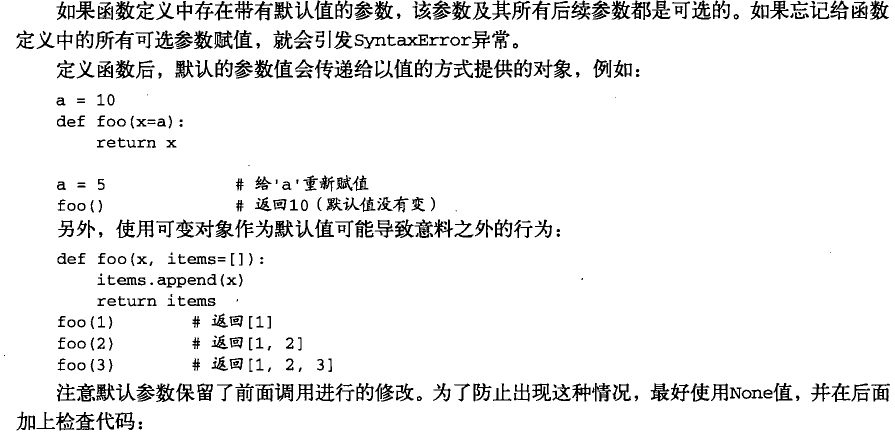 如果函数定义中存在带有默认值的参数，该参数及其所有后续参数都是可选的。如果忘记给函数
定义中的所有可选参数赋值，就会引发SyntaxError异常。
定义函数后，默认的参数值会传递给以值的方式提供的对象，例如：
a = 10
def foo(x=a):
    return x
a = 5 # 给'a'重新赋值
foo() # 返回10（默认值没有变）
另外，使用可变对象作为默认值可能导致意料之外的行为：
def foo(x, items=[]):
    items.append(x)
    return items
foo(1) # 返回[1]
foo(2) # 返回[1, 2]
foo(3) # 返回[1, 2, 3]
注意默认参数保留了前面调用进行的修改。为了防止出现这种情况，最好使用None值，并在后面
加上检查代码：